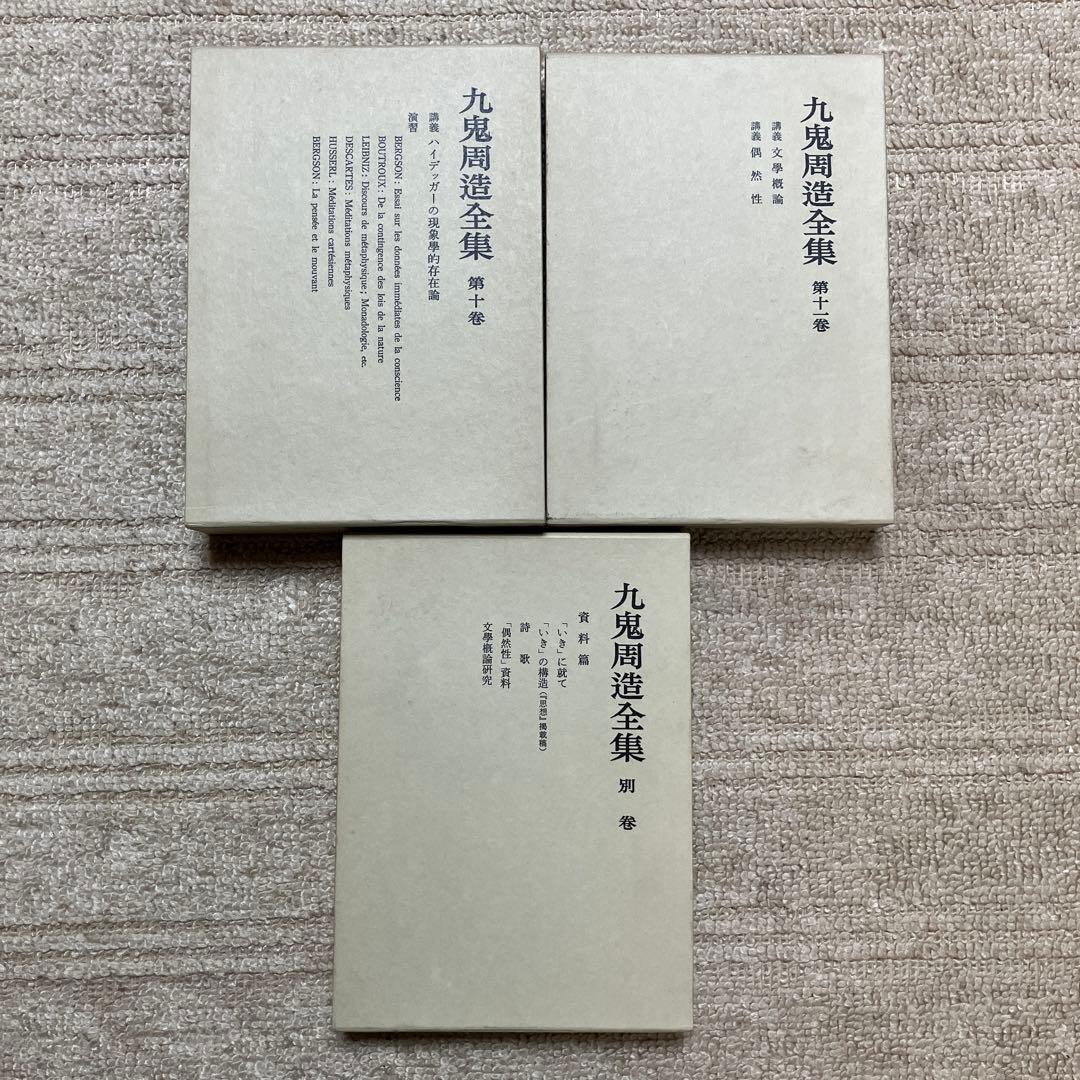 九鬼周造全集 第十巻
講義 ハイデッガーの現象學的存在論
演習
BERGSON : Essai sur les données immédiates de la conscience
BOUTROUX : De la contingence des lois de la nature
LEIBNIZ : Discours de métaphysique ; Monadologie, etc.
DESCARTES : Méditations métaphysiques
HUSSERL : Méditations cartésiennes
BERGSON : La pensée et le mouvant
九鬼周造全集 第十一巻
講義 文學概論
講義 偶然性
九鬼周造全集 別巻
資料篇
「いき」に就て
「いき」の構造(『思想』掲載稿)
詩歌
「偶然性」資料
文學概論研究